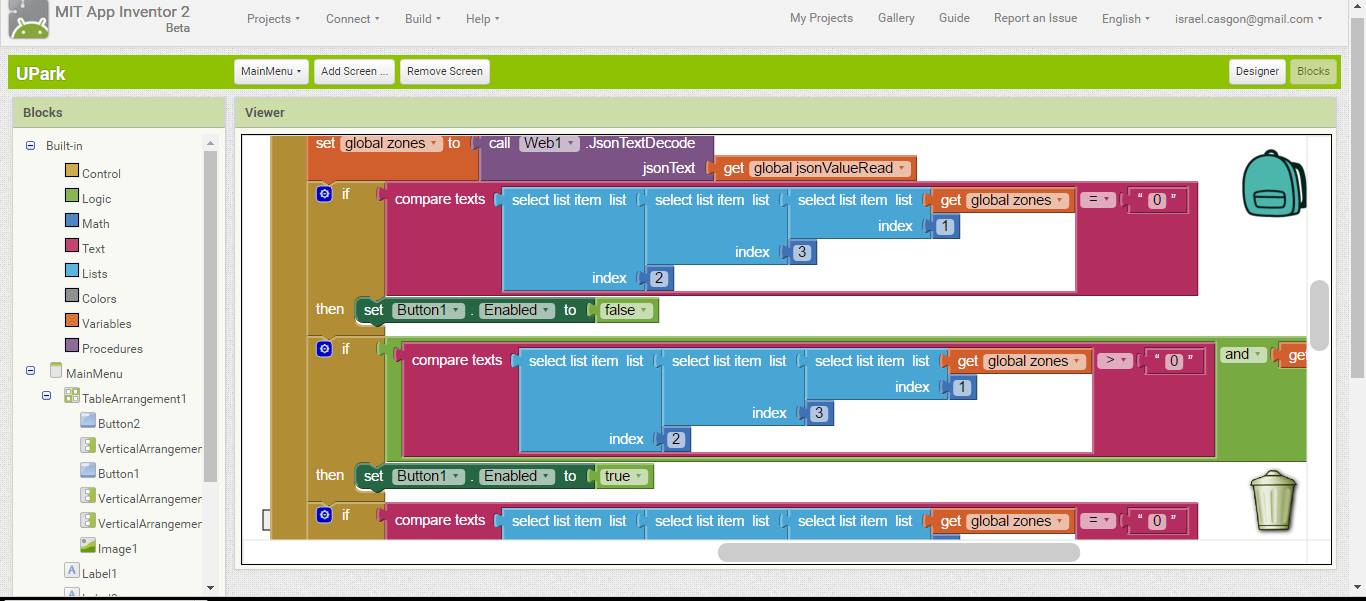 MIT App Inventor 2
Beta
Projects Connect Build Help My Projects Gallery Guide Report an Issue English israel.casgon@gmail.com
UPark MainMenu Add Screen ... Remove Screen Designer Blocks
Blocks
Built-in
Control
Logic
Math
Text
Lists
Colors
Variables
Procedures
MainMenu
TableArrangement1
Button2
VerticalArrangemer
Button1
VerticalArrangemer
VerticalArrangemer
Image1
A Label1
Viewer
set global zones to call Web1 .JsonTextDecode
jsonText get global jsonValueRead
if compare texts select list item list select list item list select list item list get global zones = " 0 "
index 1
index 3
index 2
then set Button1 . Enabled to false
if compare texts select list item list select list item list select list item list get global zones > " 0 " and ge
index 1
index 3
index 2
then set Button1 . Enabled to true
if compare texts select list item list select list item list select list item list get global zones = " 0 "